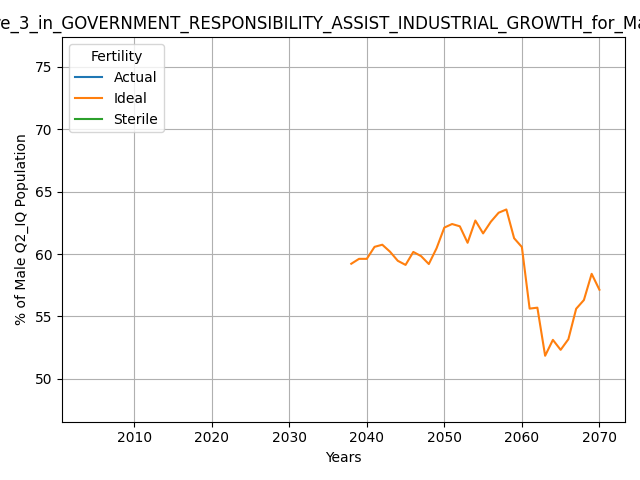 re_3_in_GOVERNMENT_RESPONSIBILITY_ASSIST_INDUSTRIAL_GROWTH_for_Ma
Fertility
Actual
Ideal
Sterile
% of Male Q2_IQ Population
75
70
65
60
55
50
2010 2020 2030 2040 2050 2060 2070
Years